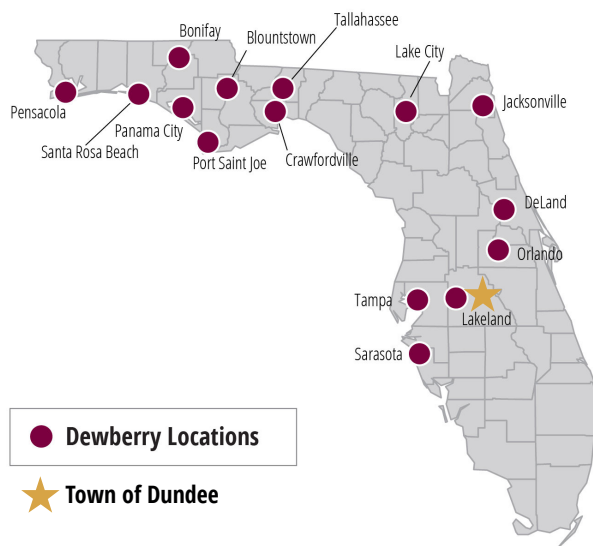 Bonifay
Tallahassee
Blountstown
Lake City
Pensacola
Jacksonville
Panama City
Santa Rosa Beach
Port Saint Joe
Crawfordville
DeLand
Orlando
Tampa
Lakeland
Sarasota
Dewberry Locations
Town of Dundee